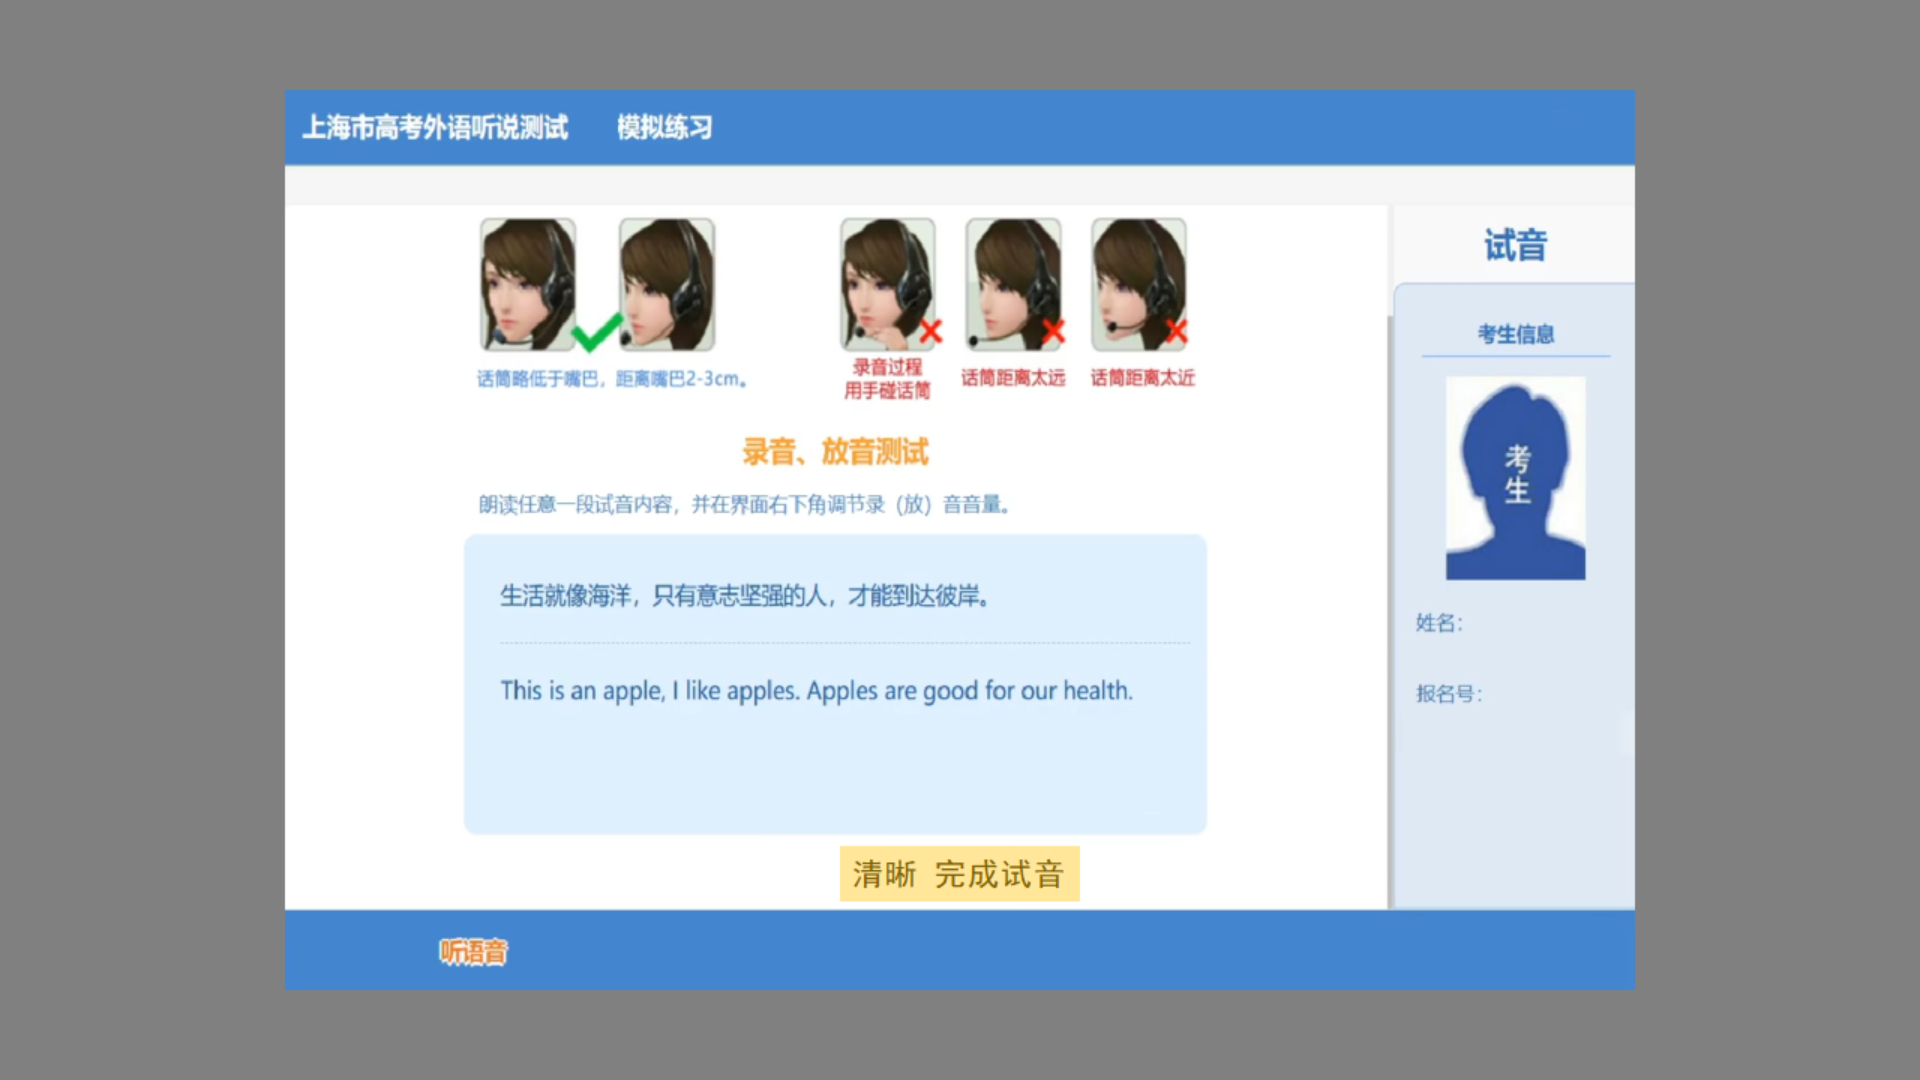 上海市高考外语听说测试 模拟练习
试音
话筒略低于嘴巴，距离嘴巴2-3cm。
录音过程
用手碰话筒
话筒距离太远
话筒距离太近
录音、放音测试
朗读任意一段试音内容，并在界面右下角调节录（放）音音量。
生活就像海洋，只有意志坚强的人，才能到达彼岸。
This is an apple, I like apples. Apples are good for our health.
清晰 完成试音
考生信息
考
生
姓名：
报名号：
听语音